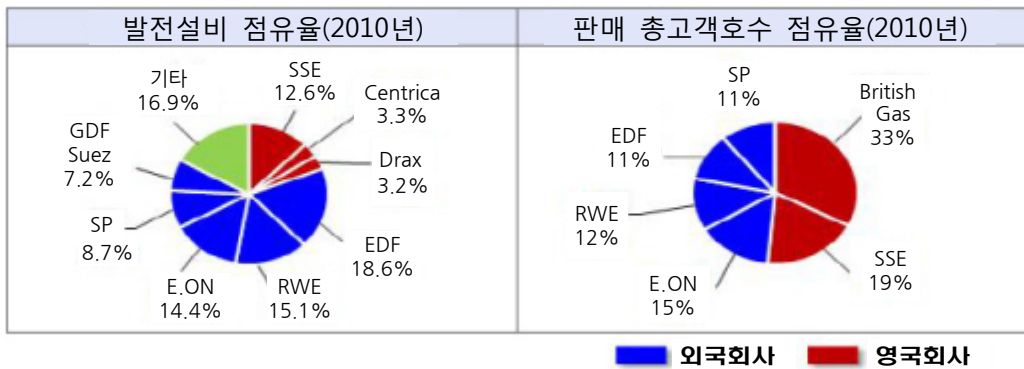 발전설비 점유율(2010년)
기타
16.9%
SSE
12.6%
Centrica
3.3%
Drax
3.2%
GDF
Suez
7.2%
SP
8.7%
E.ON
14.4%
RWE
15.1%
EDF
18.6%
판매 총고객호수 점유율(2010년)
SP
11%
British
Gas
33%
EDF
11%
RWE
12%
E.ON
15%
SSE
19%
외국회사 영국회사